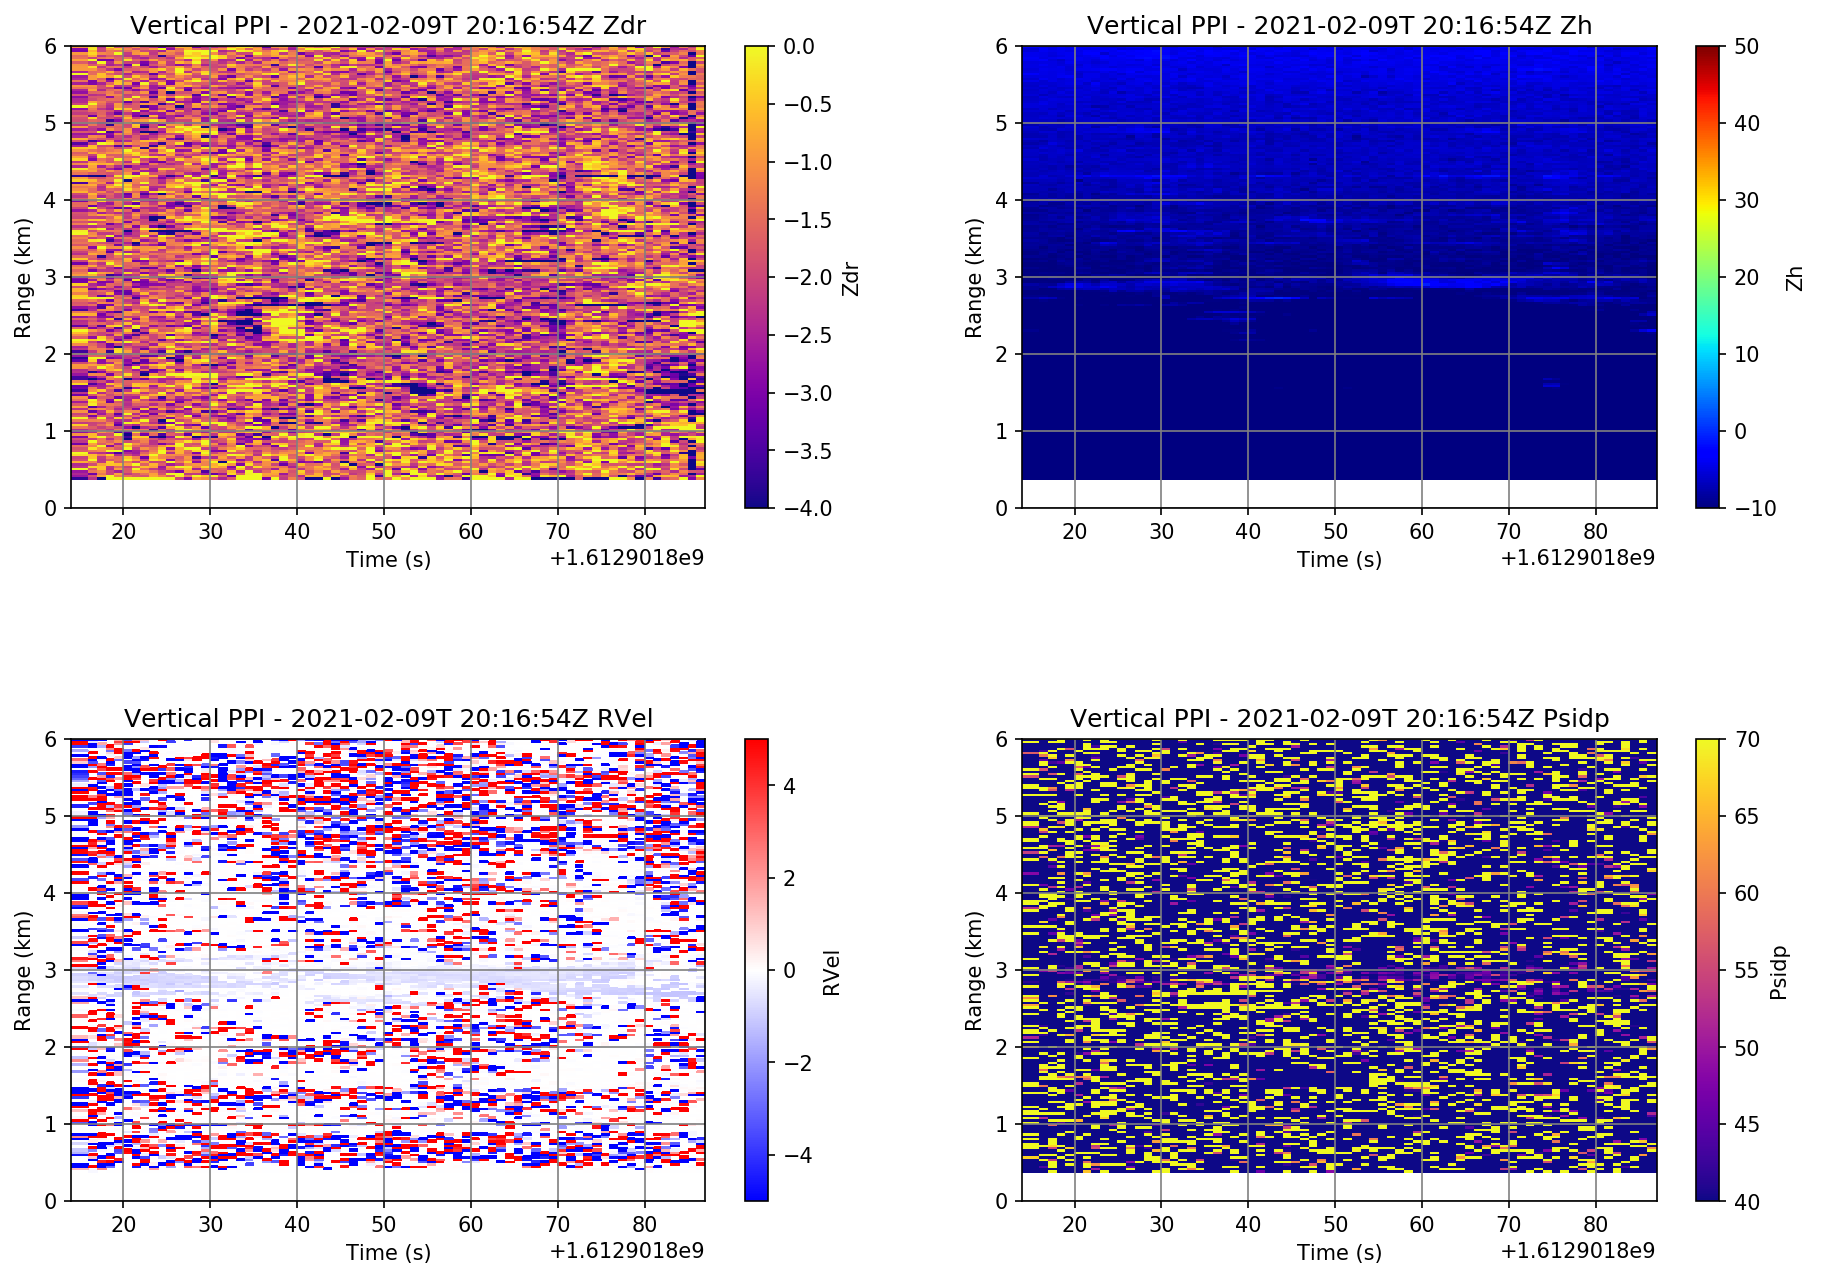 Vertical PPI - 2021-02-09T 20:16:54Z Zdr
6
5
4
3
2
1
0
Range (km)
20 30 40 50 60 70 80
Time (s)
+1.6129018e9
0.0
−0.5
−1.0
−1.5
−2.0
−2.5
−3.0
−3.5
−4.0
Zdr
Vertical PPI - 2021-02-09T 20:16:54Z Zh
6
5
4
3
2
1
0
Range (km)
20 30 40 50 60 70 80
Time (s)
+1.6129018e9
50
40
30
20
10
0
−10
Zh
Vertical PPI - 2021-02-09T 20:16:54Z RVel
6
5
4
3
2
1
0
Range (km)
20 30 40 50 60 70 80
Time (s)
+1.6129018e9
4
2
0
−2
−4
RVel
Vertical PPI - 2021-02-09T 20:16:54Z Psidp
6
5
4
3
2
1
0
Range (km)
20 30 40 50 60 70 80
Time (s)
+1.6129018e9
70
65
60
55
50
45
40
Psidp